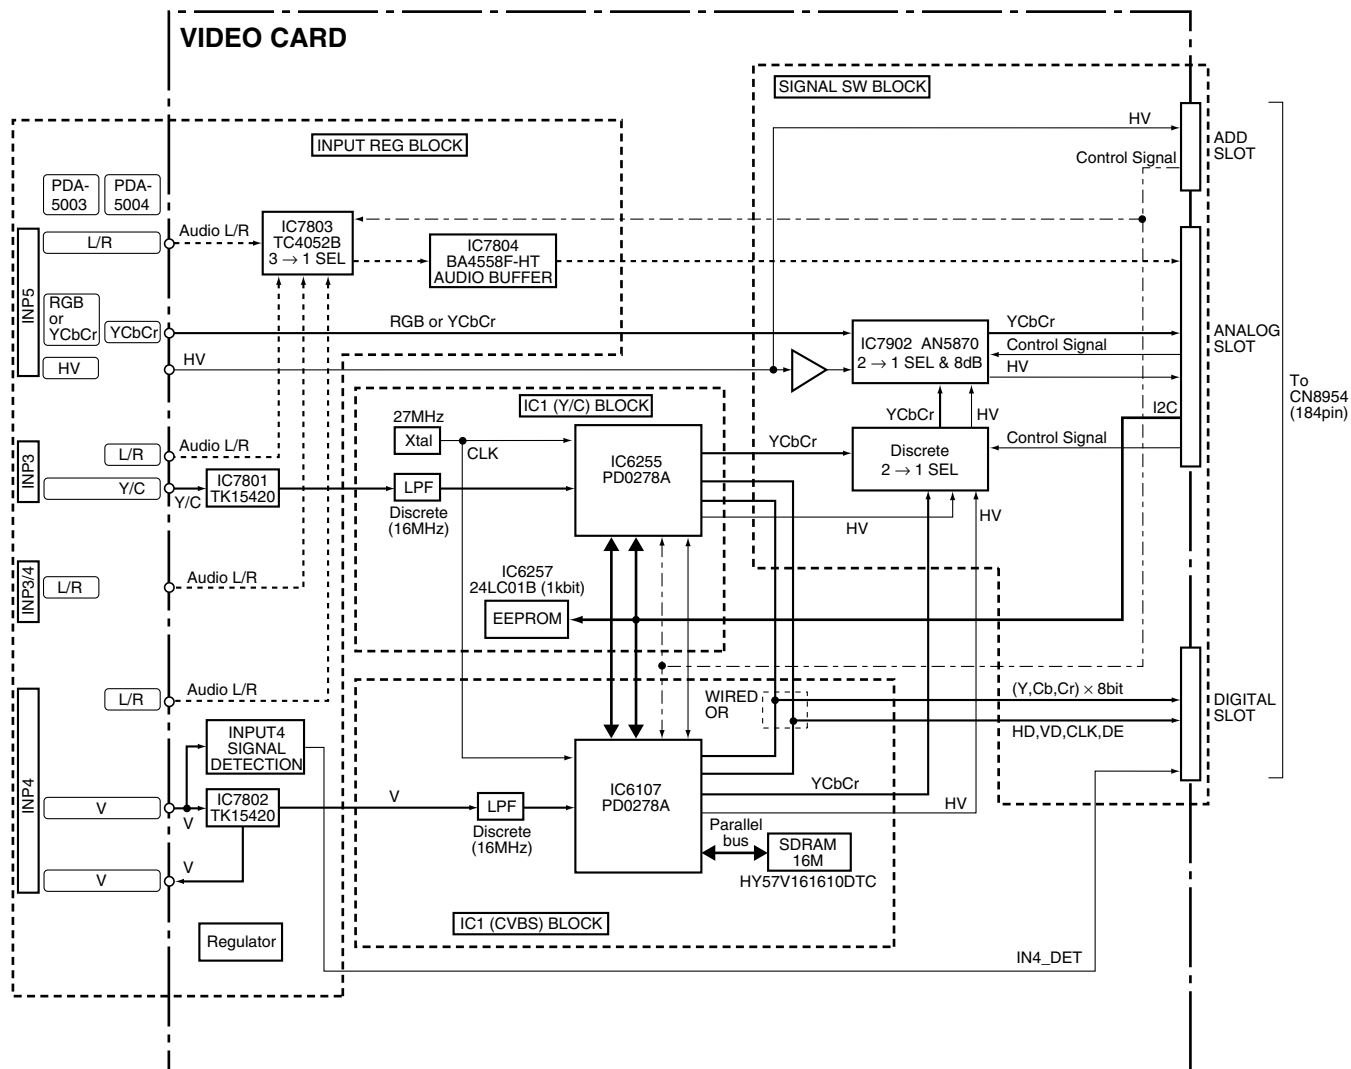 VIDEO CARD
SIGNAL SW BLOCK
INPUT REG BLOCK
HV
ADD
SLOT
Control Signal
PDA-
5003
PDA-
5004
L/R
Audio L/R
IC7803
TC4052B
3 → 1 SEL
IC7804
BA4558F-HT
AUDIO BUFFER
INP5
RGB
or
YCbCr
YCbCr
RGB or YCbCr
HV
HV
IC7902 AN5870
2 → 1 SEL & 8dB
YCbCr
Control Signal
HV
ANALOG
SLOT
To
CN8954
(184pin)
IC1 (Y/C) BLOCK
27MHz
Xtal
CLK
IC6255
PD0278A
YCbCr
YCbCr
HV
I2C
Discrete
2 → 1 SEL
Control Signal
INP3
L/R
Audio L/R
Y/C
Y/C
IC7801
TK15420
LPF
Discrete
(16MHz)
HV
HV
INP3/4
L/R
Audio L/R
IC6257
24LC01B (1kbit)
EEPROM
INP4
L/R
Audio L/R
WIRED
OR
(Y,Cb,Cr) × 8bit
HD,VD,CLK,DE
DIGITAL
SLOT
INPUT4
SIGNAL
DETECTION
V
V
IC7802
TK15420
V
LPF
Discrete
(16MHz)
IC6107
PD0278A
YCbCr
HV
Parallel
bus
SDRAM
16M
HY57V161610DTC
V
V
IC1 (CVBS) BLOCK
Regulator
IN4_DET